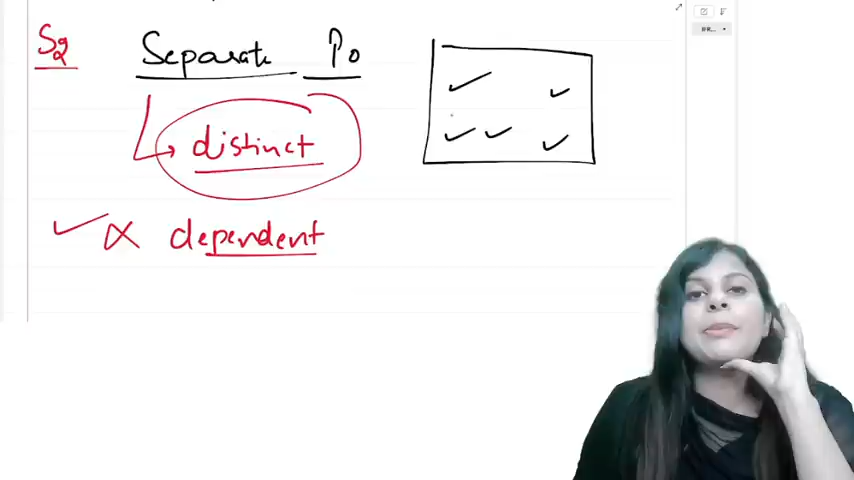 S2
Separate Po
distinct
∝ dependent